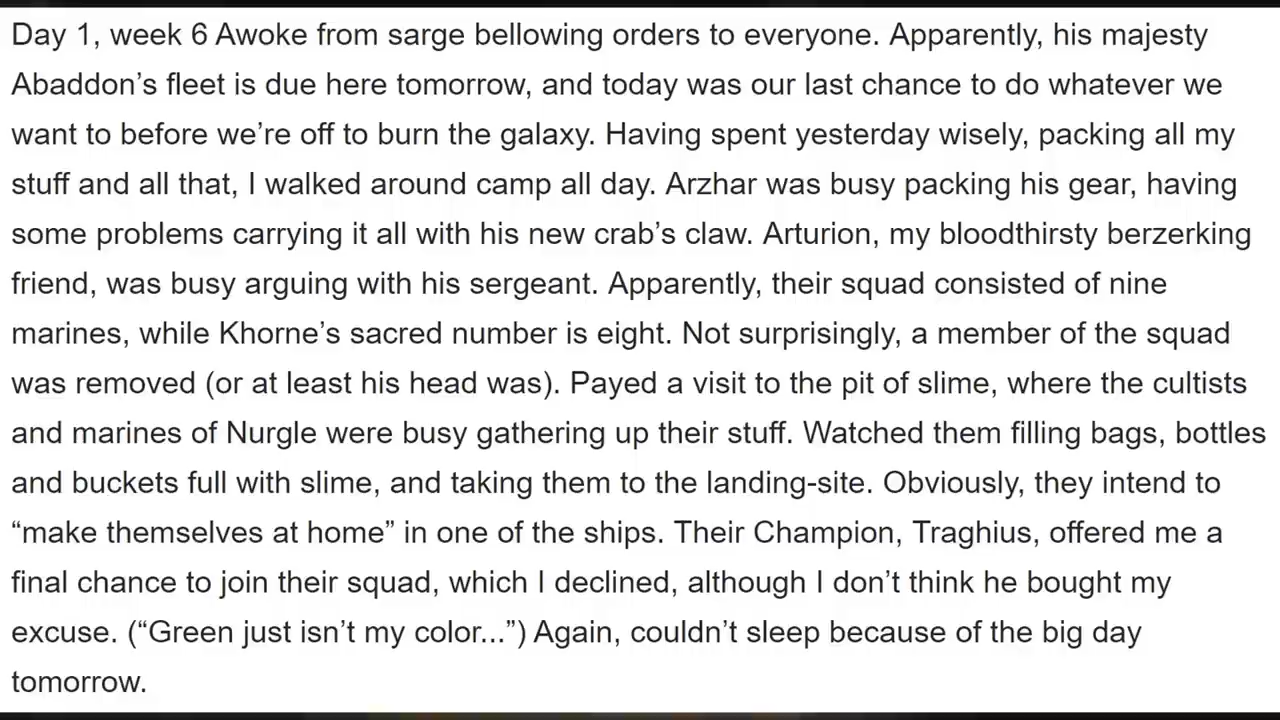 Day 1, week 6 Awoke from sarge bellowing orders to everyone. Apparently, his majesty
Abaddon’s fleet is due here tomorrow, and today was our last chance to do whatever we
want to before we’re off to burn the galaxy. Having spent yesterday wisely, packing all my
stuff and all that, I walked around camp all day. Arzhar was busy packing his gear, having
some problems carrying it all with his new crab’s claw. Arturion, my bloodthirsty berzerking
friend, was busy arguing with his sergeant. Apparently, their squad consisted of nine
marines, while Khorne’s sacred number is eight. Not surprisingly, a member of the squad
was removed (or at least his head was). Payed a visit to the pit of slime, where the cultists
and marines of Nurgle were busy gathering up their stuff. Watched them filling bags, bottles
and buckets full with slime, and taking them to the landing-site. Obviously, they intend to
“make themselves at home” in one of the ships. Their Champion, Traghius, offered me a
final chance to join their squad, which I declined, although I don’t think he bought my
excuse. (“Green just isn’t my color...”) Again, couldn’t sleep because of the big day
tomorrow.